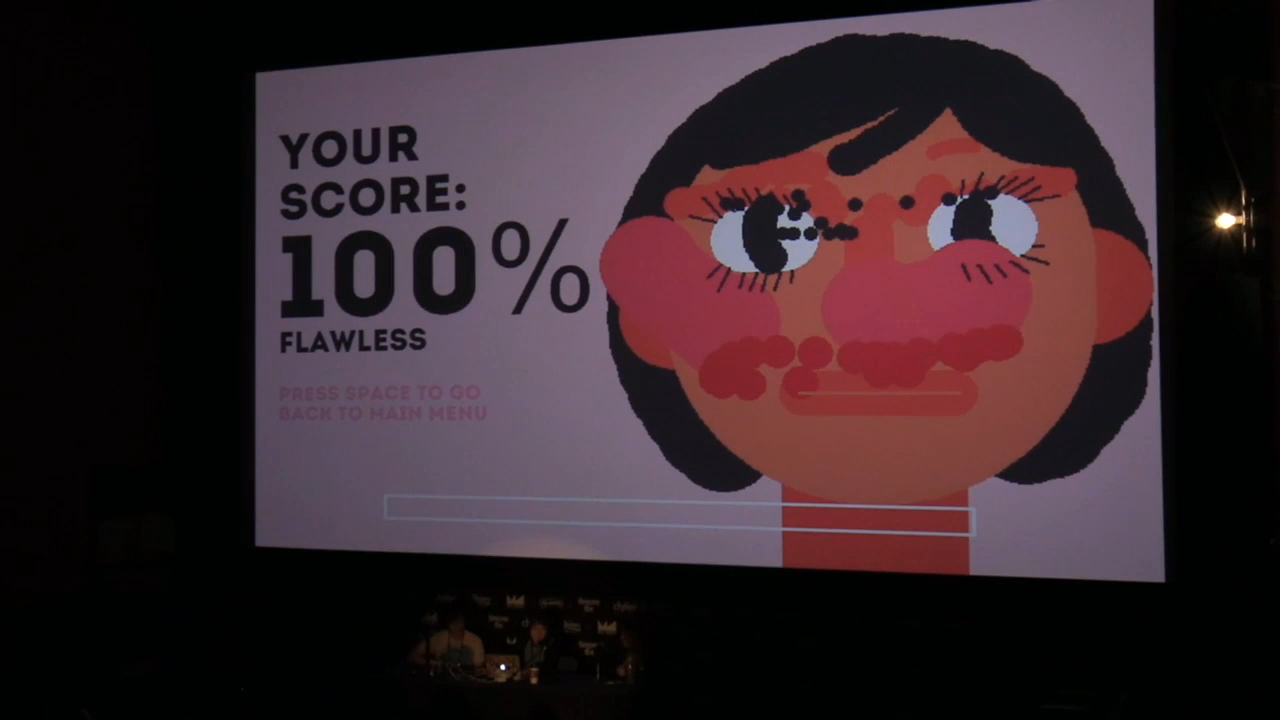 YOUR
SCORE:
100%
FLAWLESS
PRESS SPACE TO GO
BACK TO MAIN MENU